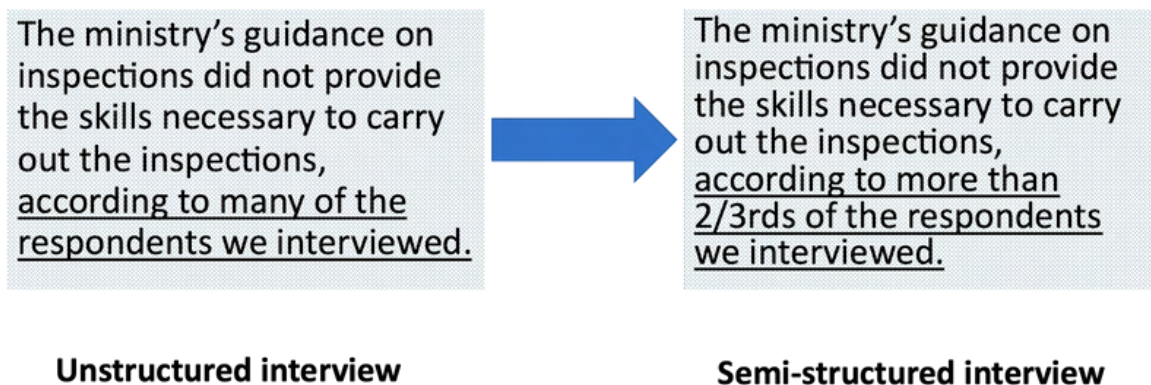 The ministry’s guidance on
inspections did not provide
the skills necessary to carry
out the inspections,
according to many of the
respondents we interviewed.
Unstructured interview
The ministry’s guidance on
inspections did not provide
the skills necessary to carry
out the inspections,
according to more than
2/3rds of the respondents
we interviewed.
Semi-structured interview